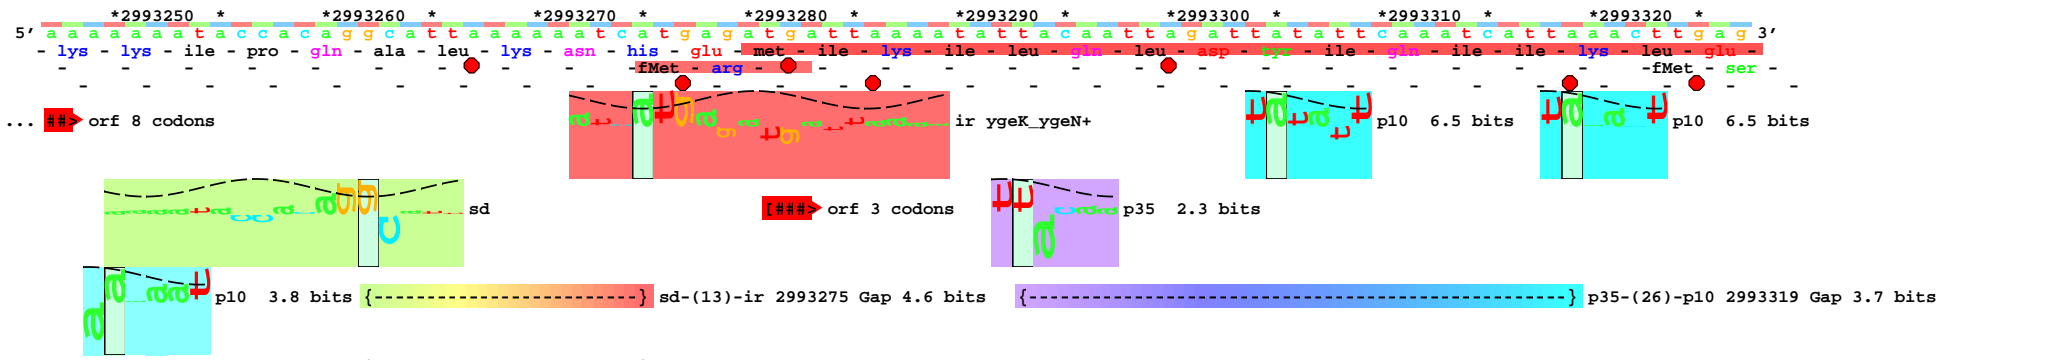 *2993250 * *2993260 * *2993270 * *2993280 * *2993290 * *2993300 * *2993310 * *2993320 *
5' a a a a a a a t a c c a c a g g c a t t a a a a a a t c a t g a g a t g a t t a a a a t a t t a c a a t t a g a t t a t a t t c a a a t c a t t a a a c t t g a g 3'
- lys - lys - ile - pro - gln - ala - leu - lys - asn - his - glu - met - ile - lys - ile - leu - gln - leu - asp - tyr - ile - gln - ile - ile - lys - leu - glu -
- - - - - - - - - fMet - arg - - - - - - - - - - - - -fMet - ser -
- - - - - - - - - - - - - - - - - - - - - - - - -
... ##> orf 8 codons ir ygeK_ygeN+ p10 6.5 bits p10 6.5 bits
sd [###> orf 3 codons p35 2.3 bits
p10 3.8 bits {-------------------------} sd-(13)-ir 2993275 Gap 4.6 bits {---------------------------------------------------} p35-(26)-p10 2993319 Gap 3.7 bits